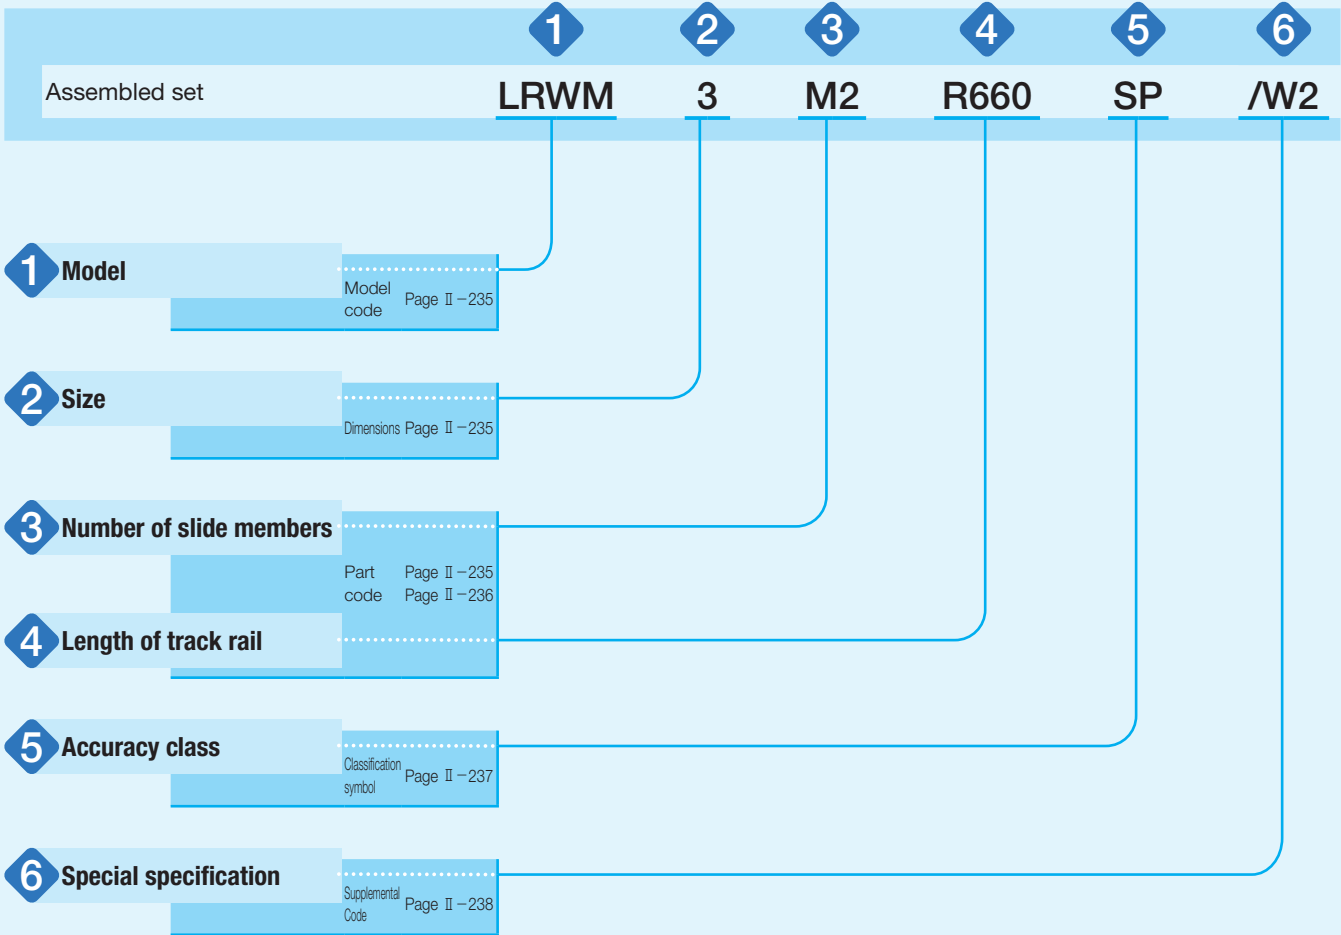 1 2 3 4 5 6
Assembled set LRWM 3 M2 R660 SP /W2
1 Model
Model code Page Ⅱ－235
2 Size
Dimensions Page Ⅱ－235
3 Number of slide members
Part code Page Ⅱ－235
Page Ⅱ－236
4 Length of track rail
5 Accuracy class
Classification symbol Page Ⅱ－237
6 Special specification
Supplemental Code Page Ⅱ－238